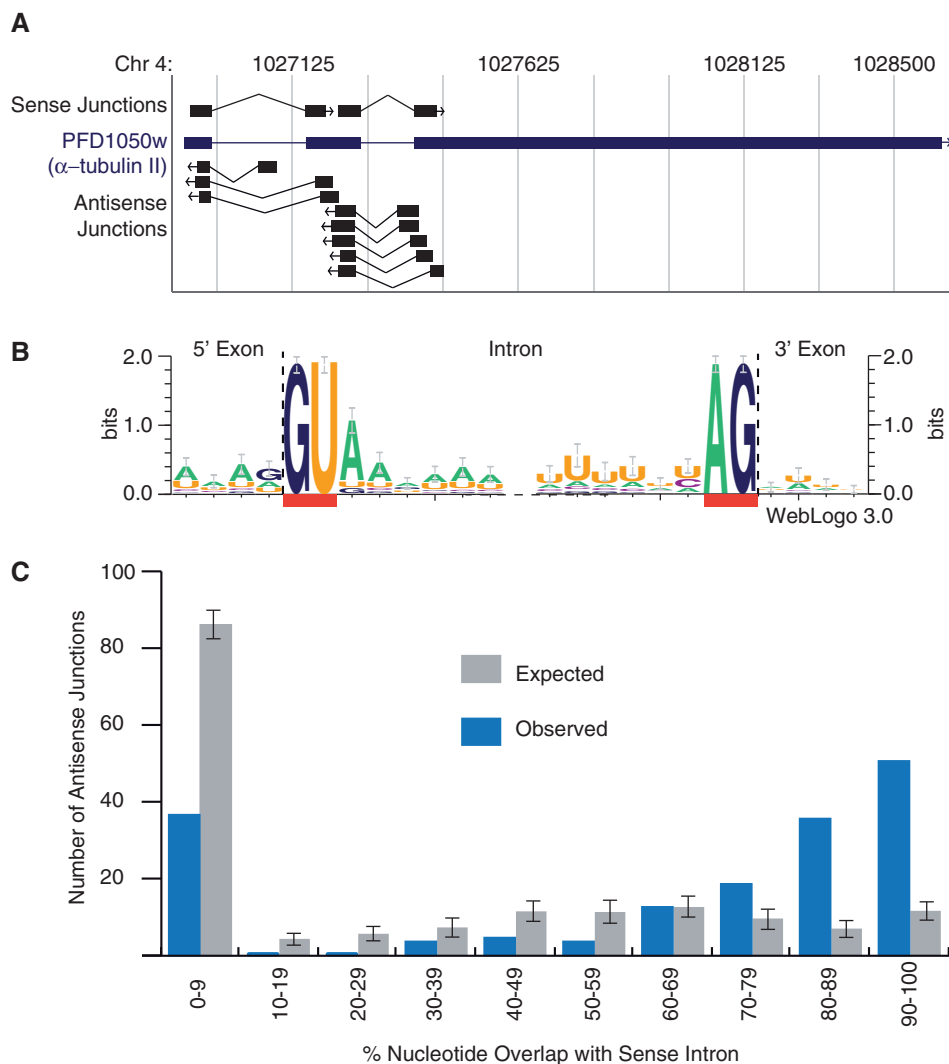 A
Chr 4: 1027125 1027625 1028125 1028500
Sense Junctions
PFD1050w
(α–tubulin II)
Antisense
Junctions
B
5' Exon Intron 3' Exon
2.0 GU AG 2.0
bits 1.0 1.0 bits
0.0 0.0
WebLogo 3.0
C
100
80
60
40
20
Number of Antisense Junctions
Expected
Observed
0-9 10-19 20-29 30-39 40-49 50-59 60-69 70-79 80-89 90-100
% Nucleotide Overlap with Sense Intron